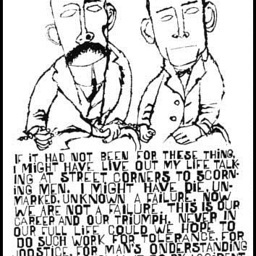 IF IT HAD NOT BEEN FOR THESE THING,
I MIGHT HAVE LIVE OUT MY LIFE TALK-
ING AT STREET CORNERS TO SCORN-
ING MEN. I MIGHT HAVE DIE, UN-
MARKED, UNKNOWN A FAILURE. NOW
WE ARE NOT A FAILURE. THIS IS OUR
CAREER AND OUR TRIUMPH. NEVER IN
OUR FULL LIFE COULD WE HOPE TO
DO SUCH WORK FOR TOLERANCE, FOR
JOOSTICE, FOR MAN'S ONDERSTANDING